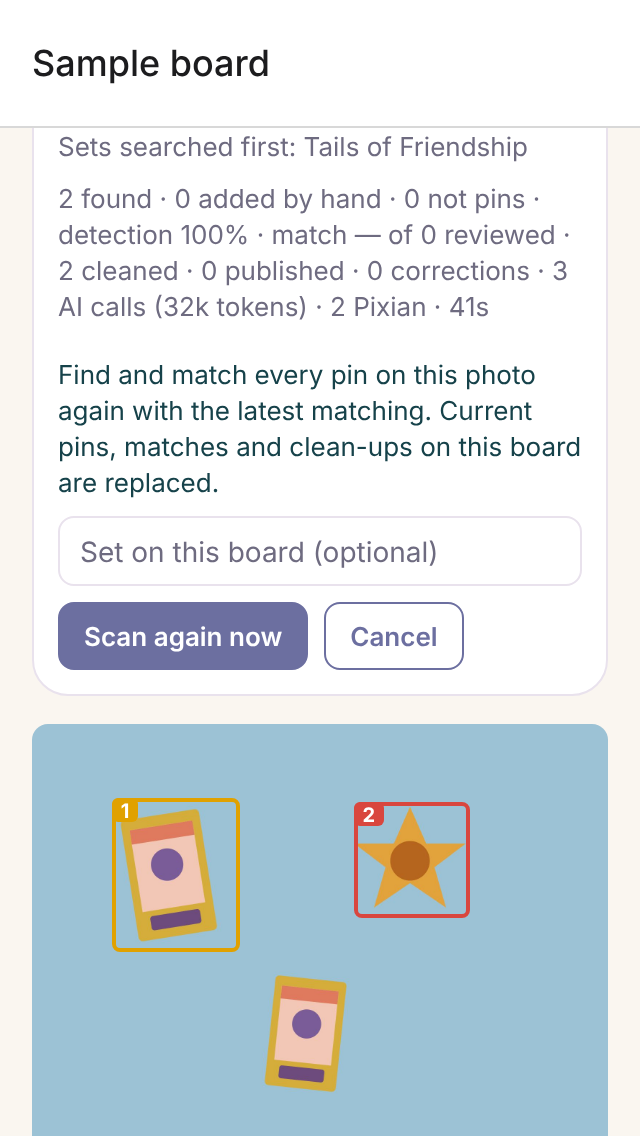 Sample board
Sets searched first: Tails of Friendship
2 found · 0 added by hand · 0 not pins ·
detection 100% · match — of 0 reviewed ·
2 cleaned · 0 published · 0 corrections · 3
AI calls (32k tokens) · 2 Pixian · 41s
Find and match every pin on this photo
again with the latest matching. Current
pins, matches and clean-ups on this board
are replaced.
Set on this board (optional)
Scan again now
Cancel
1
2